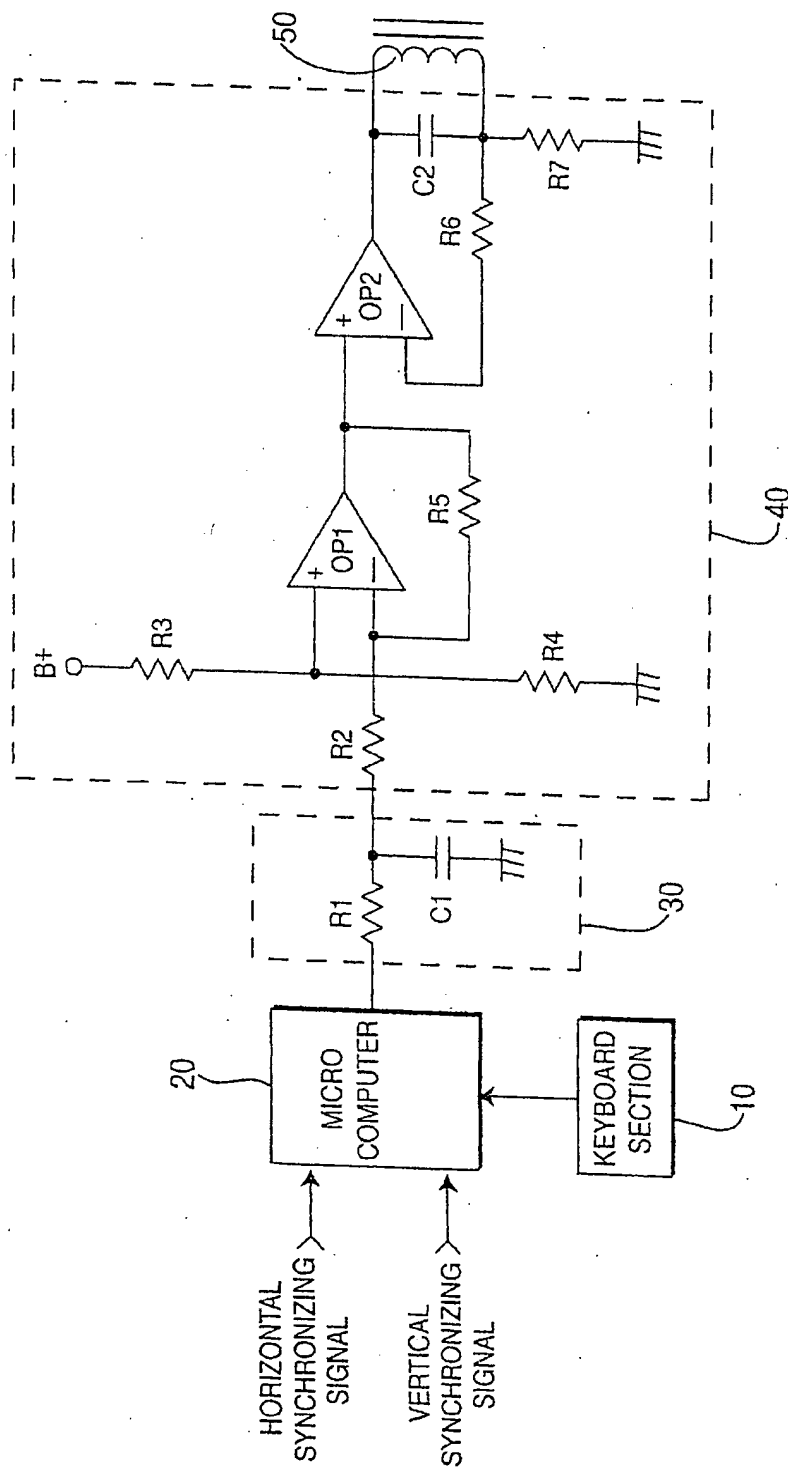 HORIZONTAL
SYNCHRONIZING
SIGNAL
VERTICAL
SYNCHRONIZING
SIGNAL
20
MICRO
COMPUTER
KEYBOARD
SECTION
10
R1
C1
30
R2
B+
R3
R4
+
OP1
−
R5
+
OP2
−
R6
C2
R7
50
40